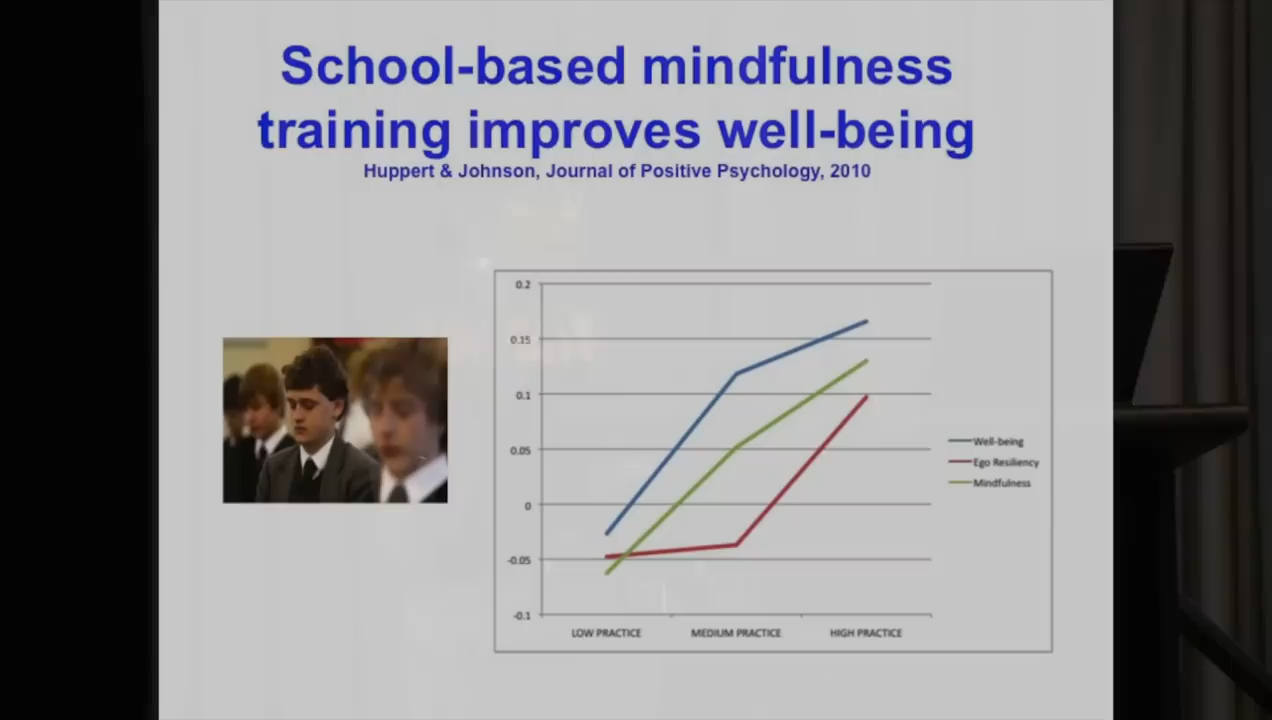 School-based mindfulness
training improves well-being
Huppert & Johnson, Journal of Positive Psychology, 2010
0.2
0.15
0.1
0.05
0
-0.05
-0.1
LOW PRACTICE MEDIUM PRACTICE HIGH PRACTICE
Well-being
Ego Resiliency
Mindfulness